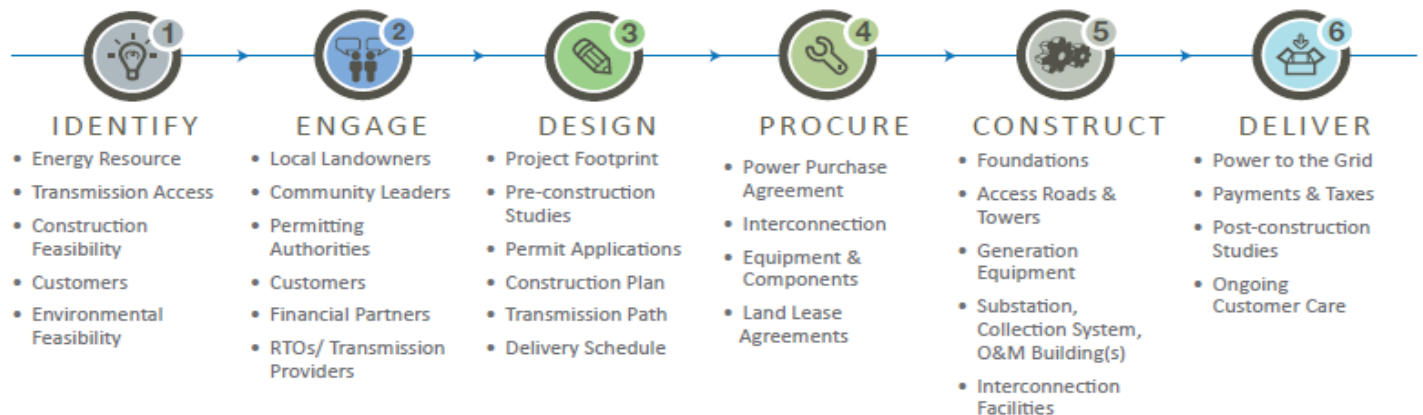 1
2
3
4
5
6
IDENTIFY
• Energy Resource
• Transmission Access
• Construction
Feasibility
• Customers
• Environmental
Feasibility
ENGAGE
• Local Landowners
• Community Leaders
• Permitting
Authorities
• Customers
• Financial Partners
• RTOs/ Transmission
Providers
DESIGN
• Project Footprint
• Pre-construction
Studies
• Permit Applications
• Construction Plan
• Transmission Path
• Delivery Schedule
PROCURE
• Power Purchase
Agreement
• Interconnection
• Equipment &
Components
• Land Lease
Agreements
CONSTRUCT
• Foundations
• Access Roads &
Towers
• Generation
Equipment
• Substation,
Collection System,
O&M Building(s)
• Interconnection
Facilities
DELIVER
• Power to the Grid
• Payments & Taxes
• Post-construction
Studies
• Ongoing
Customer Care